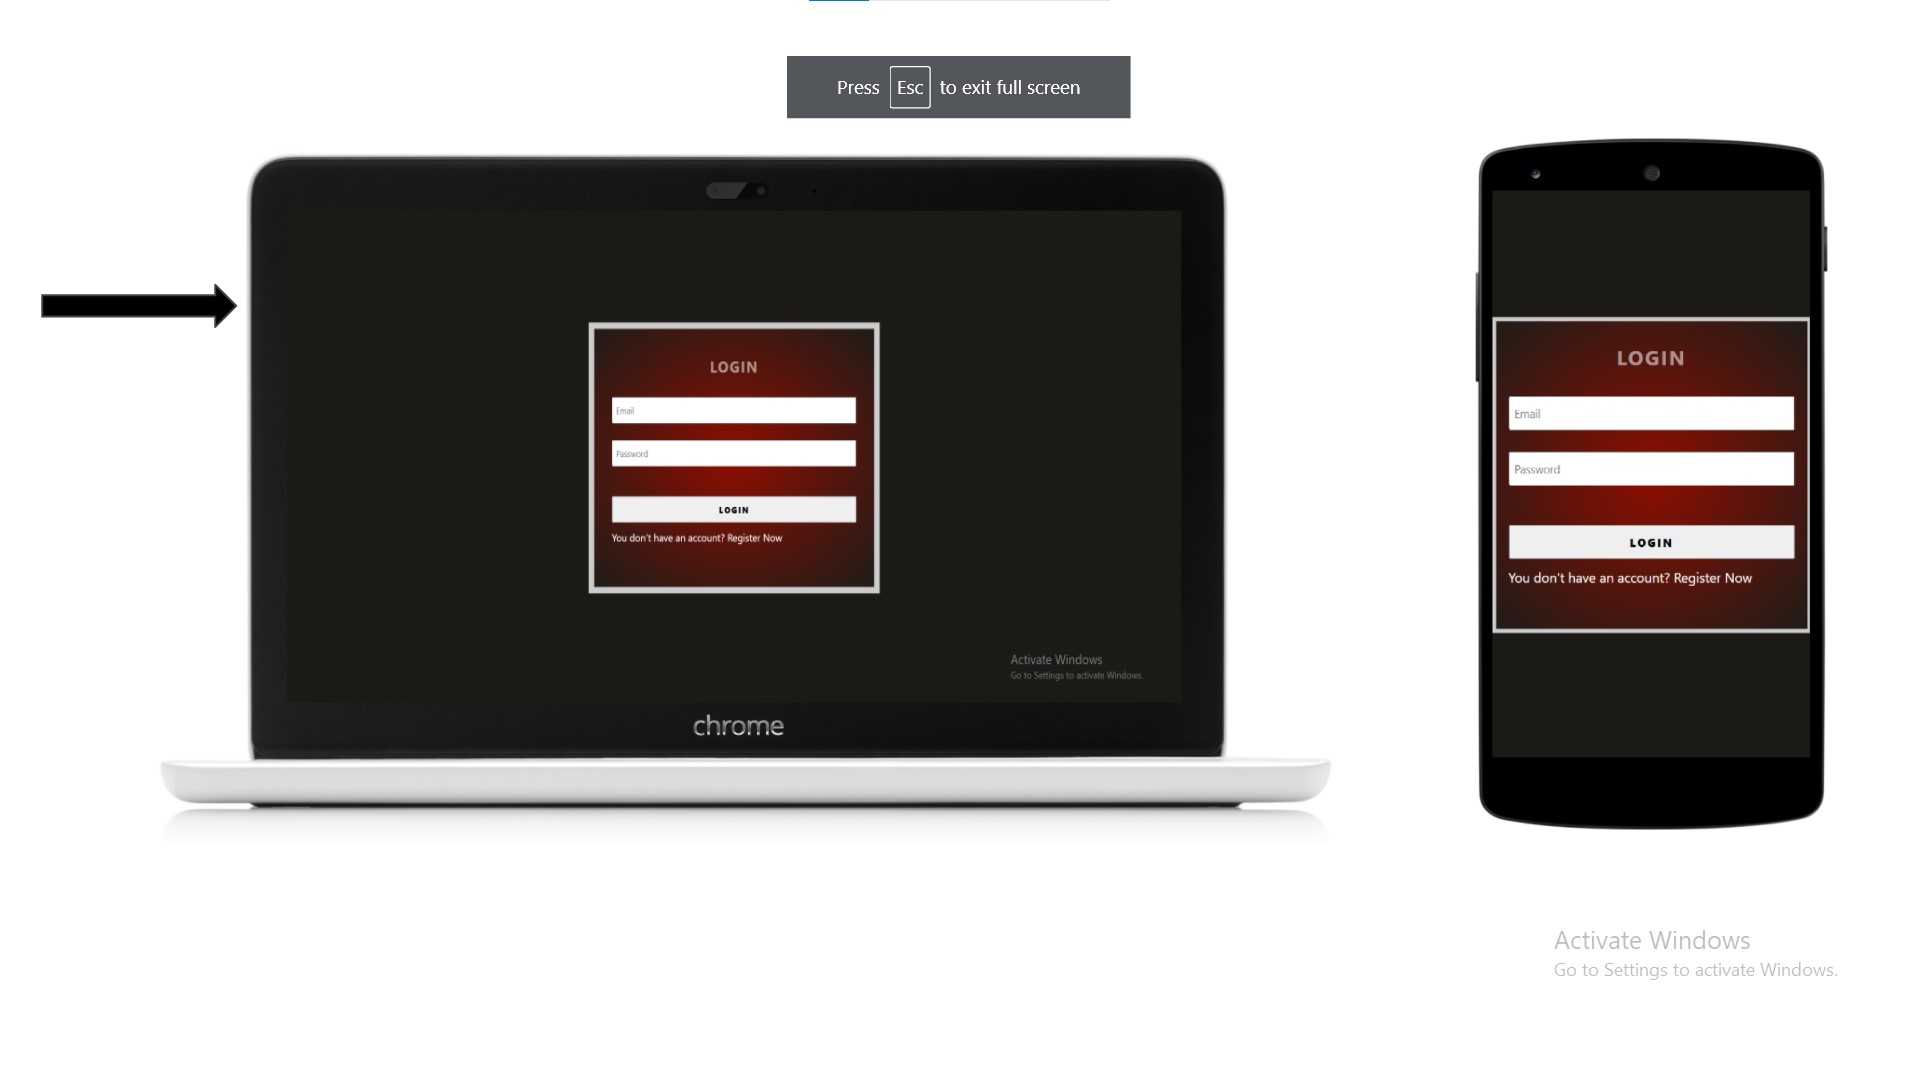 Press Esc to exit full screen
LOGIN
Email
Password
LOGIN
You don't have an account? Register Now
Activate Windows
Go to Settings to activate Windows.
chrome
LOGIN
Email
Password
LOGIN
You don't have an account? Register Now
Activate Windows
Go to Settings to activate Windows.